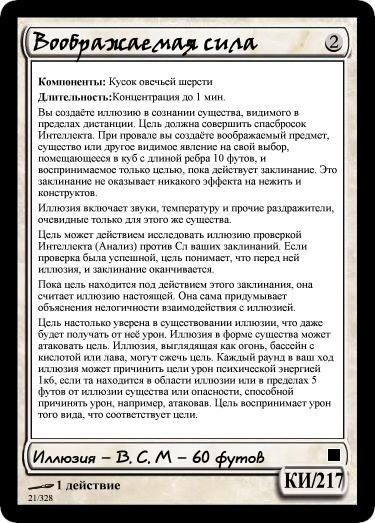 Воображаемая сила
2
Компоненты: Кусок овечьей шерсти
Длительность:Концентрация до 1 мин.
Вы создаёте иллюзию в сознании существа, видимого в
пределах дистанции. Цель должна совершить спасбросок
Интеллекта. При провале вы создаёте воображаемый предмет,
существо или другое видимое явление на свой выбор,
помещающееся в куб с длиной ребра 10 футов, и
воспринимаемое только целью, пока действует заклинание. Это
заклинание не оказывает никакого эффекта на нежить и
конструктов.
Иллюзия включает звуки, температуру и прочие раздражители,
очевидные только для этого же существа.
Цель может действием исследовать иллюзию проверкой
Интеллекта (Анализ) против Сл ваших заклинаний. Если
проверка была успешной, цель понимает, что перед ней
иллюзия, и заклинание оканчивается.
Пока цель находится под действием этого заклинания, она
считает иллюзию настоящей. Она сама придумывает
объяснения нелогичности взаимодействия с иллюзией.
Цель настолько уверена в существовании иллюзии, что даже
будет получать от неё урон. Иллюзия в форме существа может
атаковать цель. Иллюзия, выглядящая как огонь, бассейн с
кислотой или лава, могут сжечь цель. Каждый раунд в ваш ход
иллюзия может причинить цели урон психической энергией
1к6, если та находится в области иллюзии или в пределах 5
футов от иллюзии существа или опасности, способной
причинять урон, например, атаковав. Цель воспринимает урон
того вида, что соответствует цели.
Иллюзия – В, С, М – 60 футов
КИ/217
1 действие
21/328